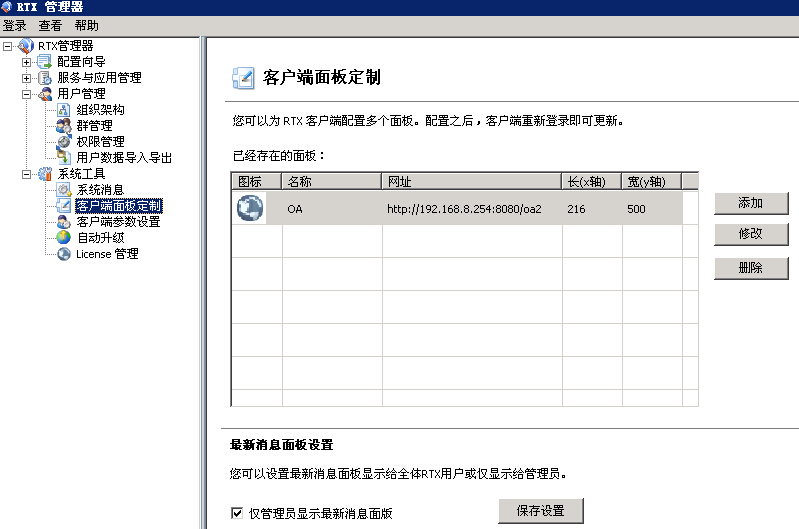 RTX 管理器
登录 查看 帮助
RTX管理器
配置向导
服务与应用管理
用户管理
组织架构
群管理
权限管理
用户数据导入导出
系统工具
系统消息
客户端面板定制
客户端参数设置
自动升级
License 管理
客户端面板定制
您可以为 RTX 客户端配置多个面板。配置之后，客户端重新登录即可更新。
已经存在的面板：
图标 名称 网址 长(x轴) 宽(y轴)
OA http://192.168.8.254:8080/oa2 216 500
添加
修改
删除
最新消息面板设置
您可以设置最新消息面板显示给全体RTX用户或仅显示给管理员。
仅管理员显示最新消息面版 保存设置